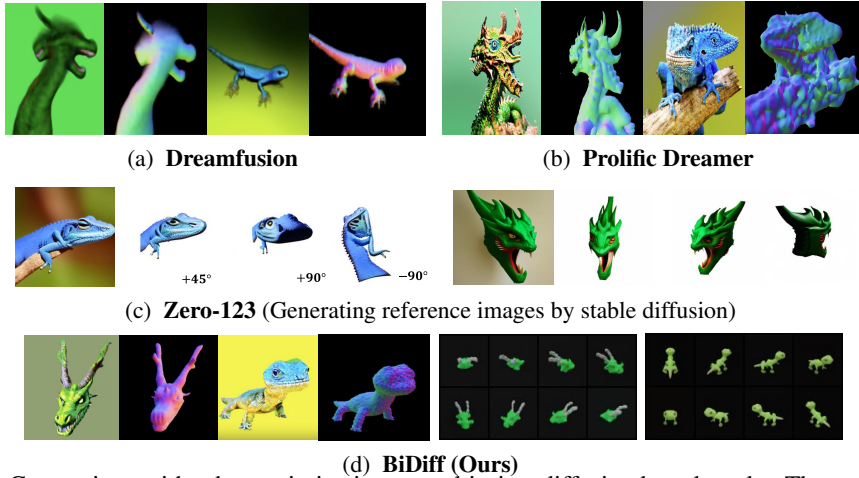 (a) Dreamfusion
(b) Prolific Dreamer
+45°
+90°
−90°
(c) Zero-123 (Generating reference images by stable diffusion)
(d) BiDiff (Ours)